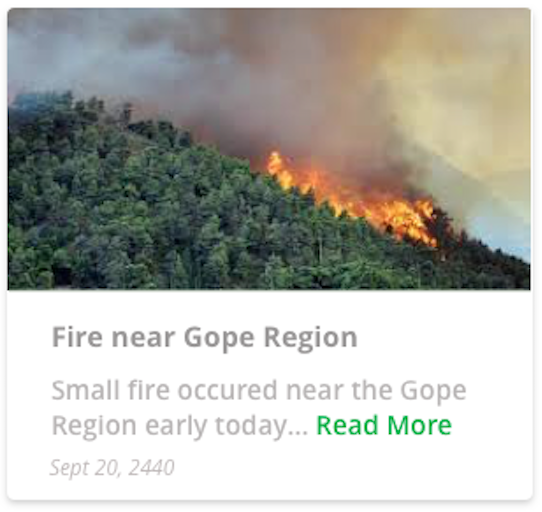 Fire near Gope Region
Small fire occured near the Gope
Region early today... Read More
Sept 20, 2440